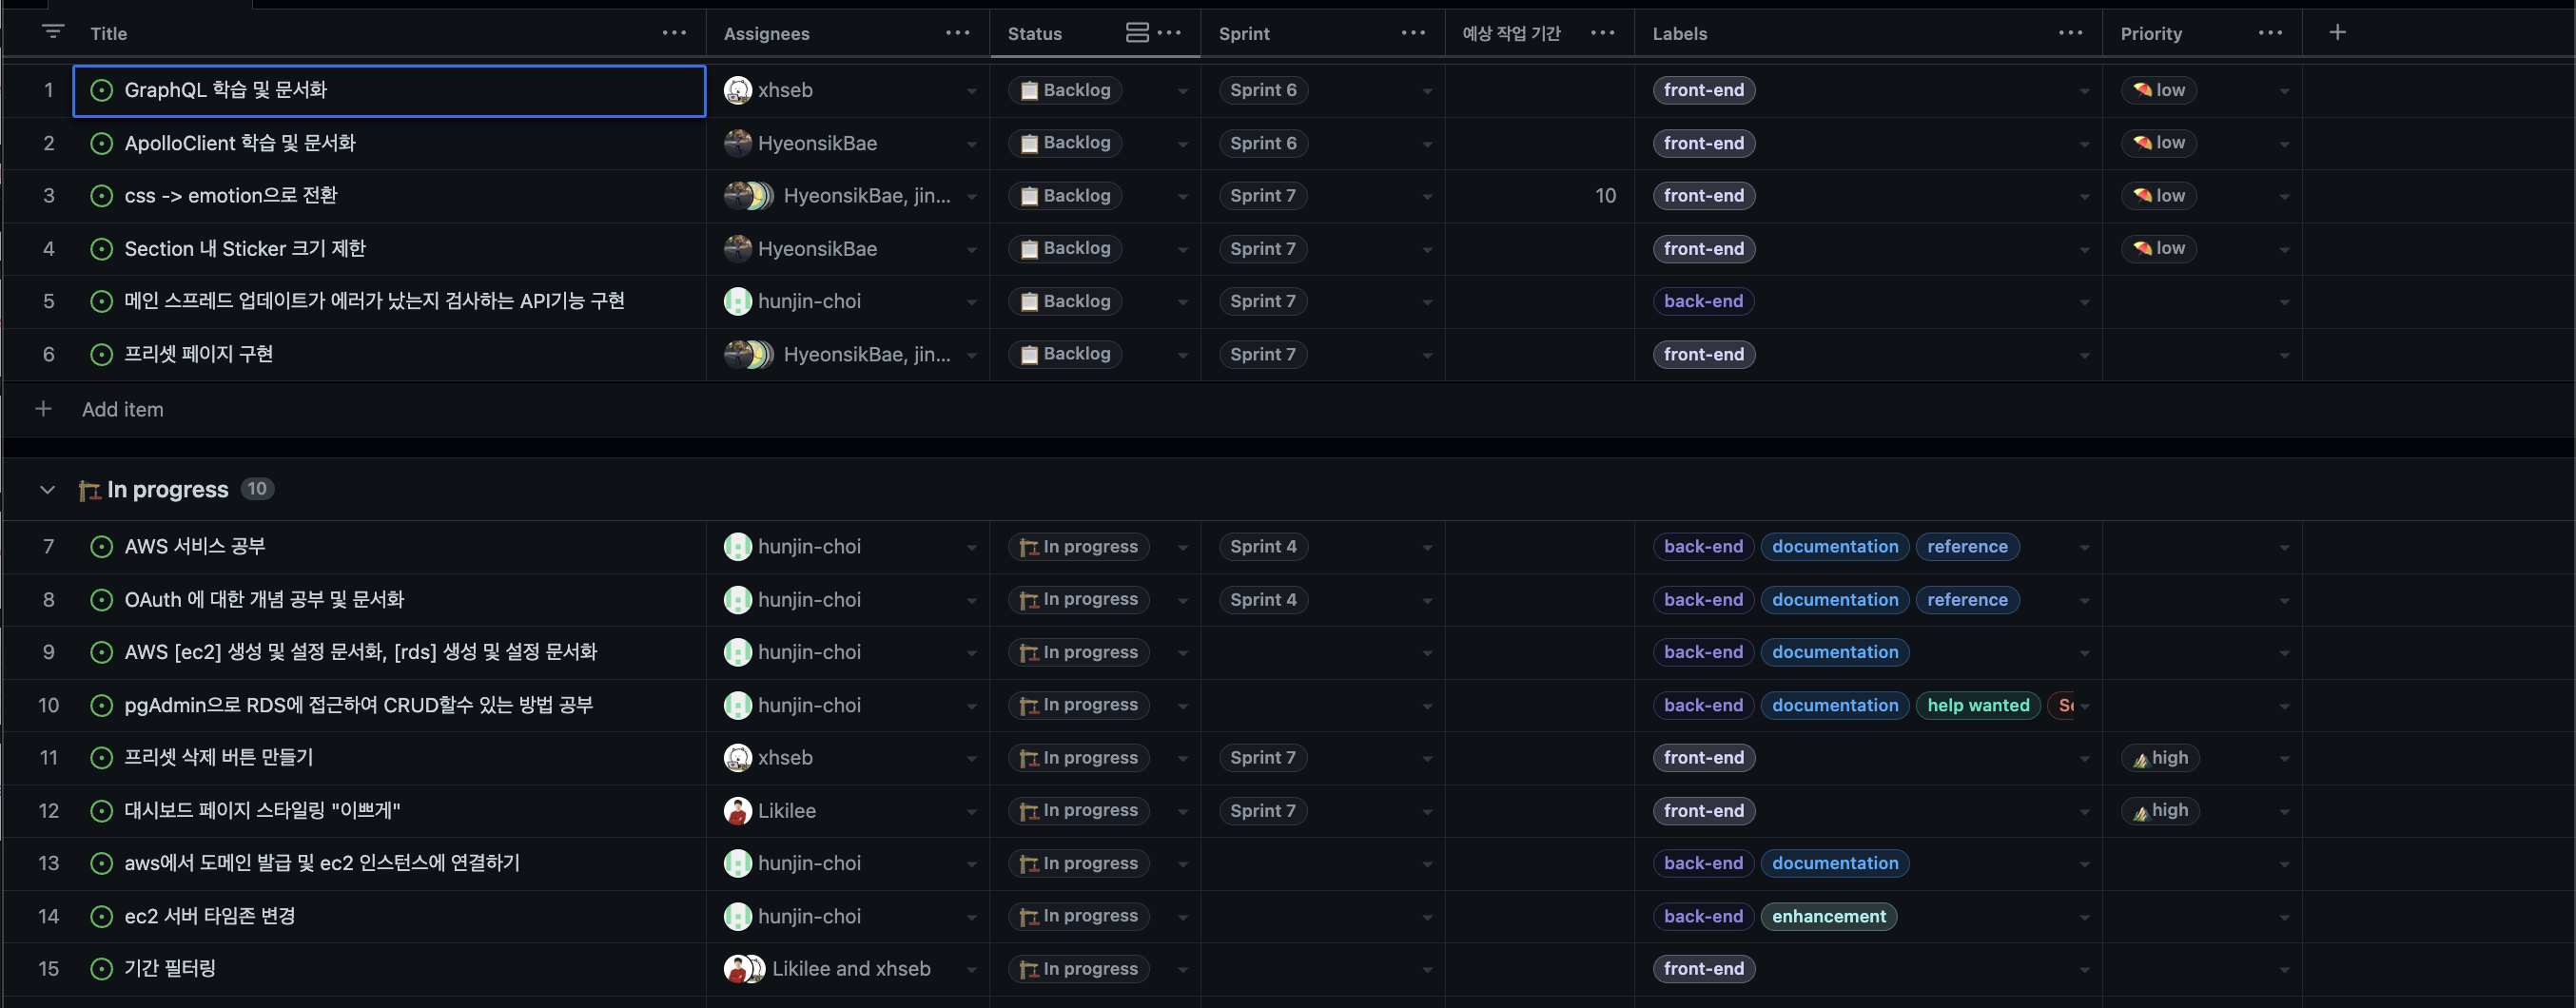 Title Assignees Status Sprint 예상 작업 기간 Labels Priority
1 GraphQL 학습 및 문서화 xhseb Backlog Sprint 6 front-end low
2 ApolloClient 학습 및 문서화 HyeonsikBae Backlog Sprint 6 front-end low
3 css -> emotion으로 전환 HyeonsikBae, jin... Backlog Sprint 7 10 front-end low
4 Section 내 Sticker 크기 제한 HyeonsikBae Backlog Sprint 7 front-end low
5 메인 스프레드 업데이트가 에러가 났는지 검사하는 API기능 구현 hunjin-choi Backlog Sprint 7 back-end
6 프리셋 페이지 구현 HyeonsikBae, jin... Backlog Sprint 7 front-end
Add item
In progress 10
7 AWS 서비스 공부 hunjin-choi In progress Sprint 4 back-end documentation reference
8 OAuth 에 대한 개념 공부 및 문서화 hunjin-choi In progress Sprint 4 back-end documentation reference
9 AWS [ec2] 생성 및 설정 문서화, [rds] 생성 및 설정 문서화 hunjin-choi In progress back-end documentation
10 pgAdmin으로 RDS에 접근하여 CRUD할수 있는 방법 공부 hunjin-choi In progress back-end documentation help wanted
11 프리셋 삭제 버튼 만들기 xhseb In progress Sprint 7 front-end high
12 대시보드 페이지 스타일링 "이쁘게" Likilee In progress Sprint 7 front-end high
13 aws에서 도메인 발급 및 ec2 인스턴스에 연결하기 hunjin-choi In progress back-end documentation
14 ec2 서버 타임존 변경 hunjin-choi In progress back-end enhancement
15 기간 필터링 Likilee and xhseb In progress front-end